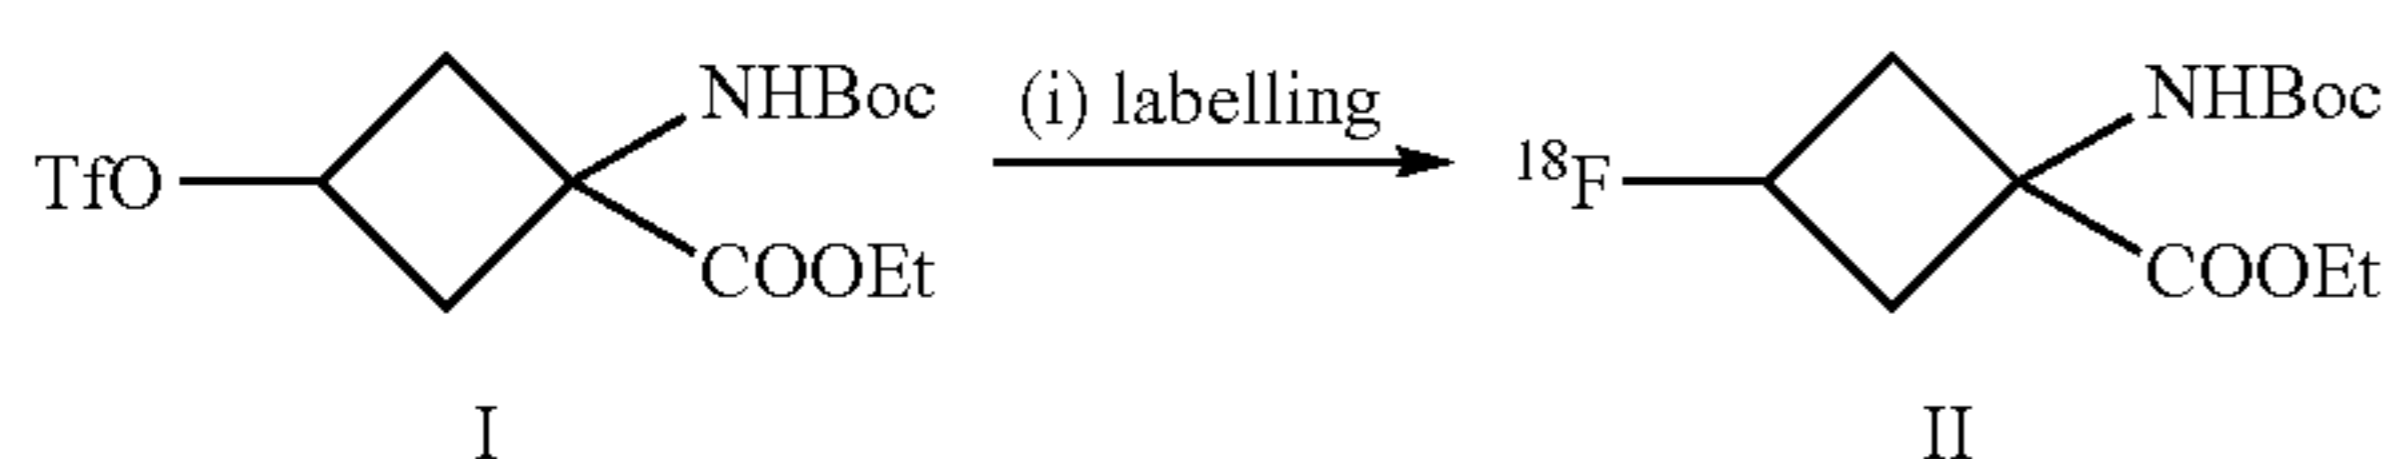 NHBoc (i) labelling NHBoc
TfO ¹⁸F
COOEt COOEt
I II